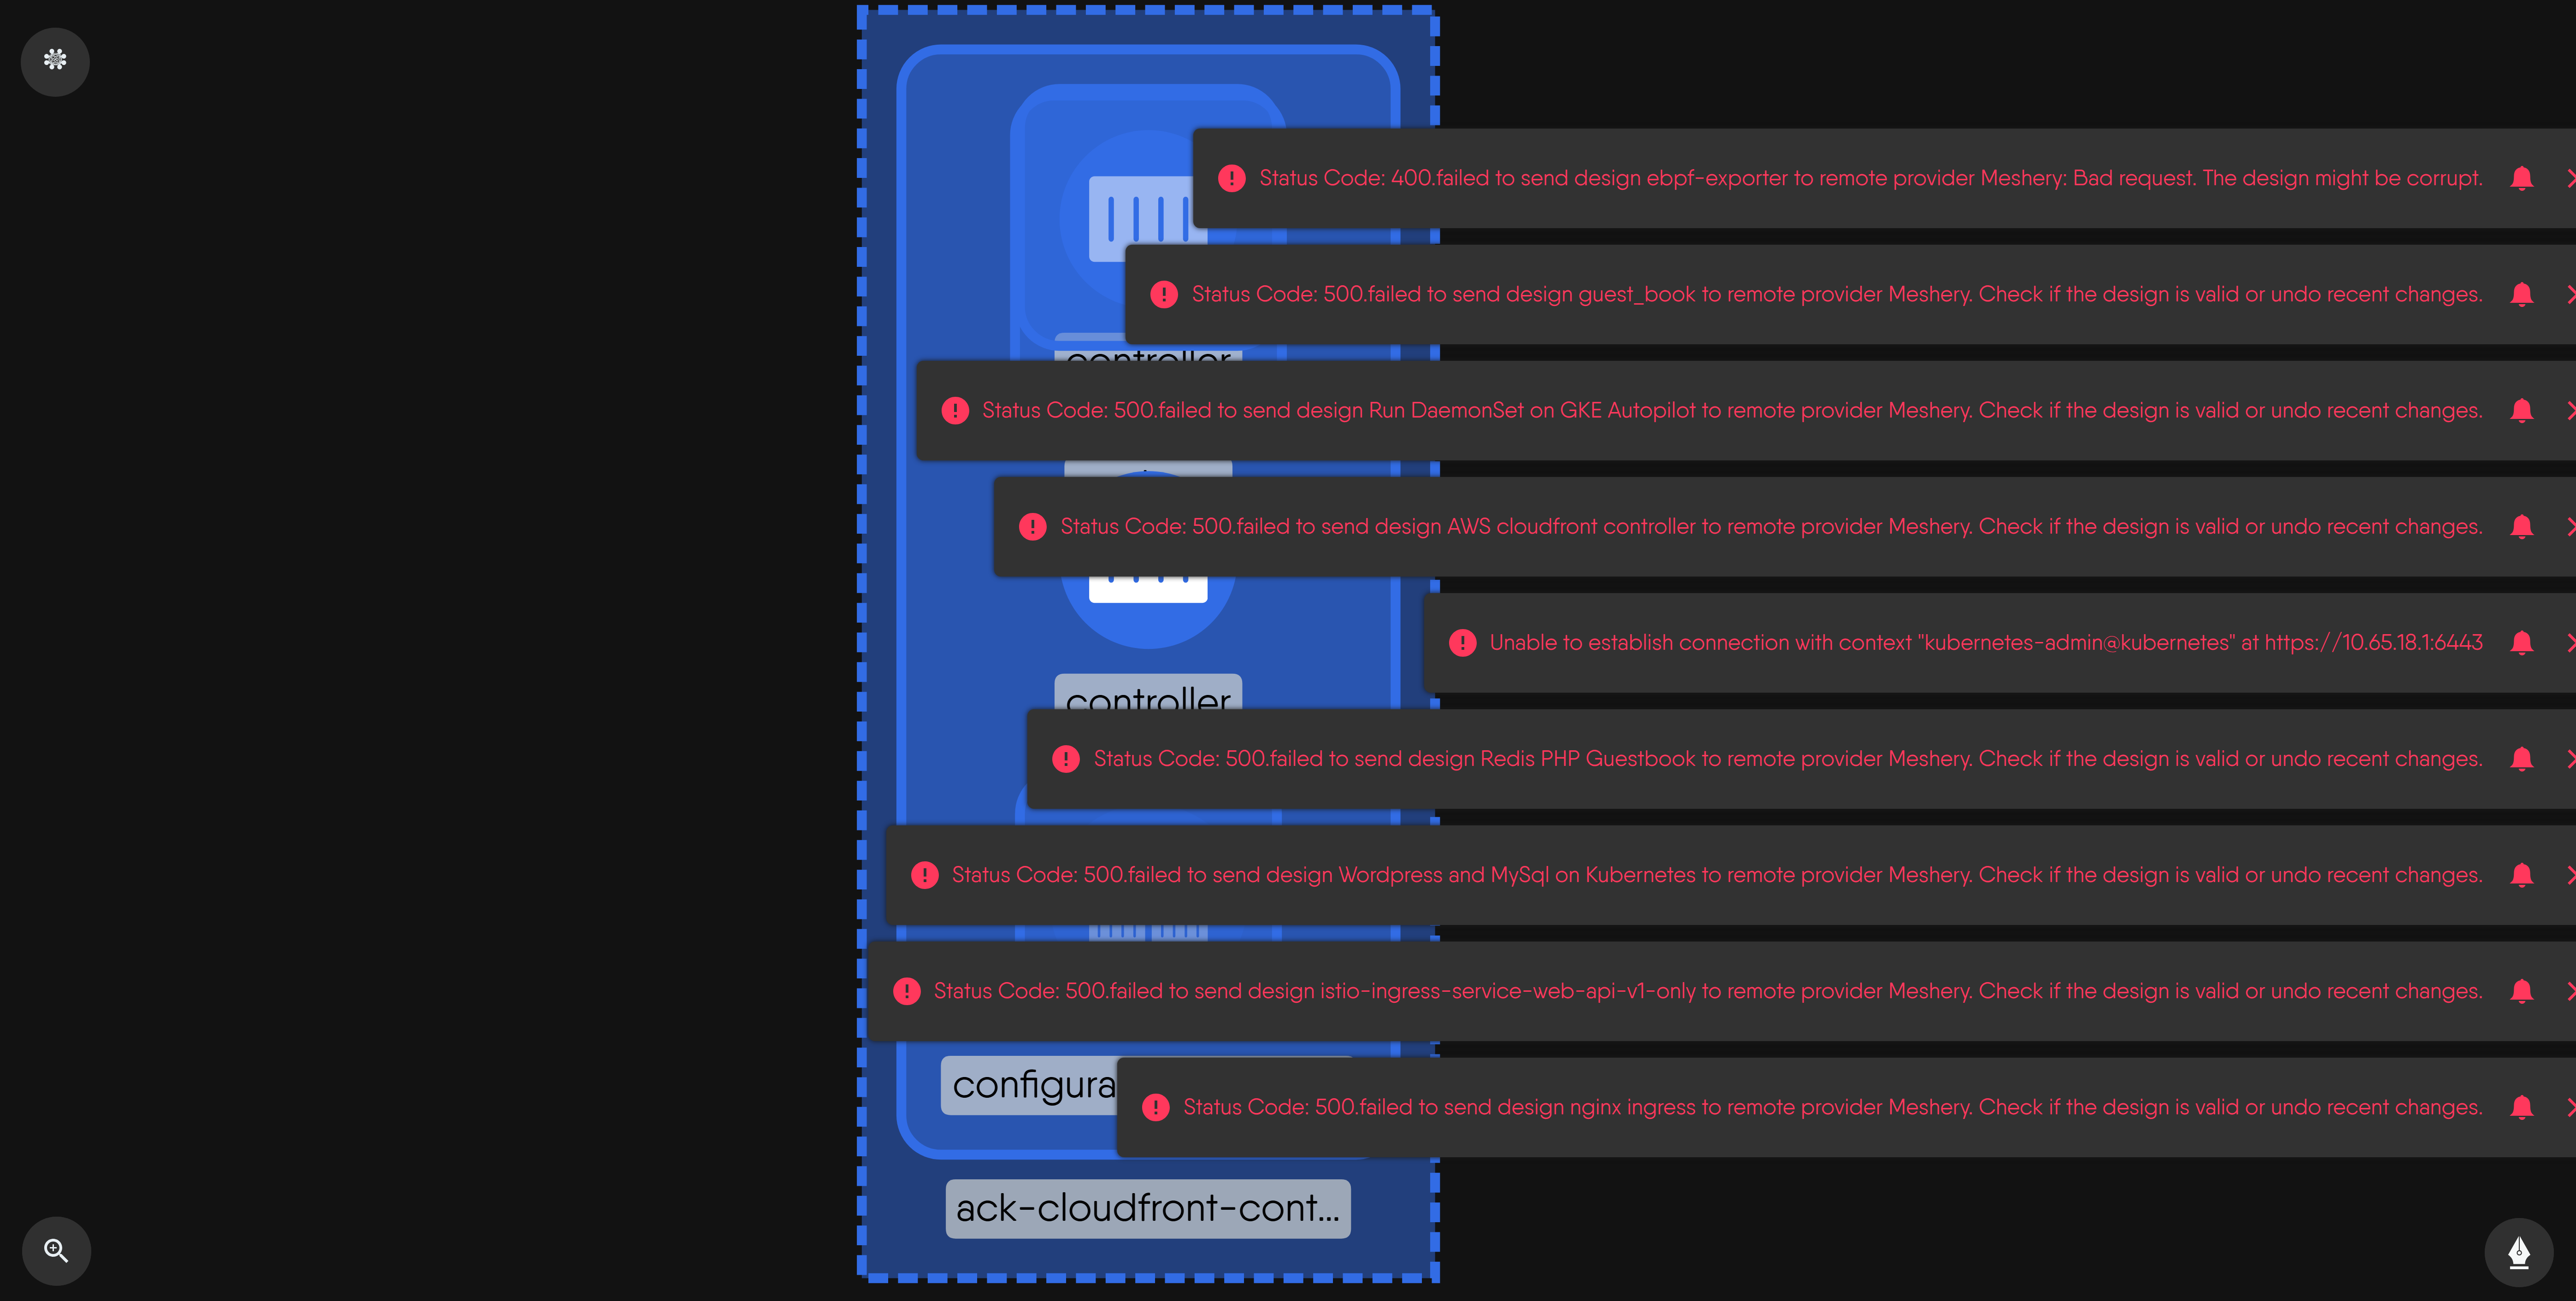 Status Code: 400.failed to send design ebpf-exporter to remote provider Meshery: Bad request. The design might be corrupt.
Status Code: 500.failed to send design guest_book to remote provider Meshery. Check if the design is valid or undo recent changes.
controller
Status Code: 500.failed to send design Run DaemonSet on GKE Autopilot to remote provider Meshery. Check if the design is valid or undo recent changes.
Status Code: 500.failed to send design AWS cloudfront controller to remote provider Meshery. Check if the design is valid or undo recent changes.
Unable to establish connection with context "kubernetes-admin@kubernetes" at https://10.65.18.1:6443
controller
Status Code: 500.failed to send design Redis PHP Guestbook to remote provider Meshery. Check if the design is valid or undo recent changes.
Status Code: 500.failed to send design Wordpress and MySql on Kubernetes to remote provider Meshery. Check if the design is valid or undo recent changes.
Status Code: 500.failed to send design istio-ingress-service-web-api-v1-only to remote provider Meshery. Check if the design is valid or undo recent changes.
configura
Status Code: 500.failed to send design nginx ingress to remote provider Meshery. Check if the design is valid or undo recent changes.
ack-cloudfront-cont...